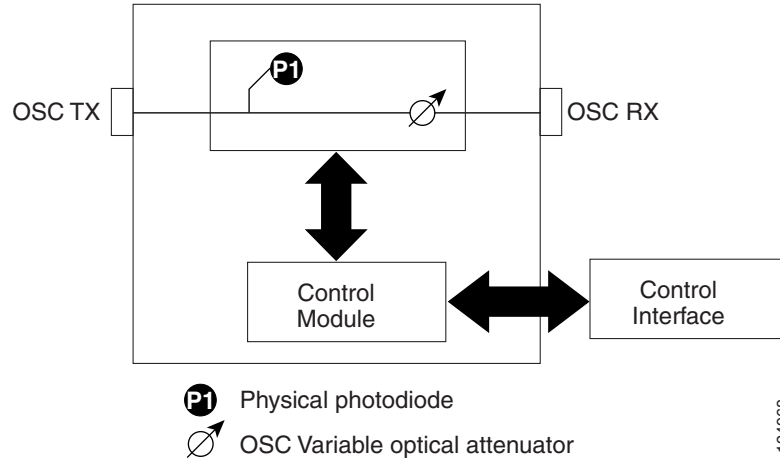 P1
OSC TX
OSC RX
Control
Module
Control
Interface
P1 Physical photodiode
OSC Variable optical attenuator